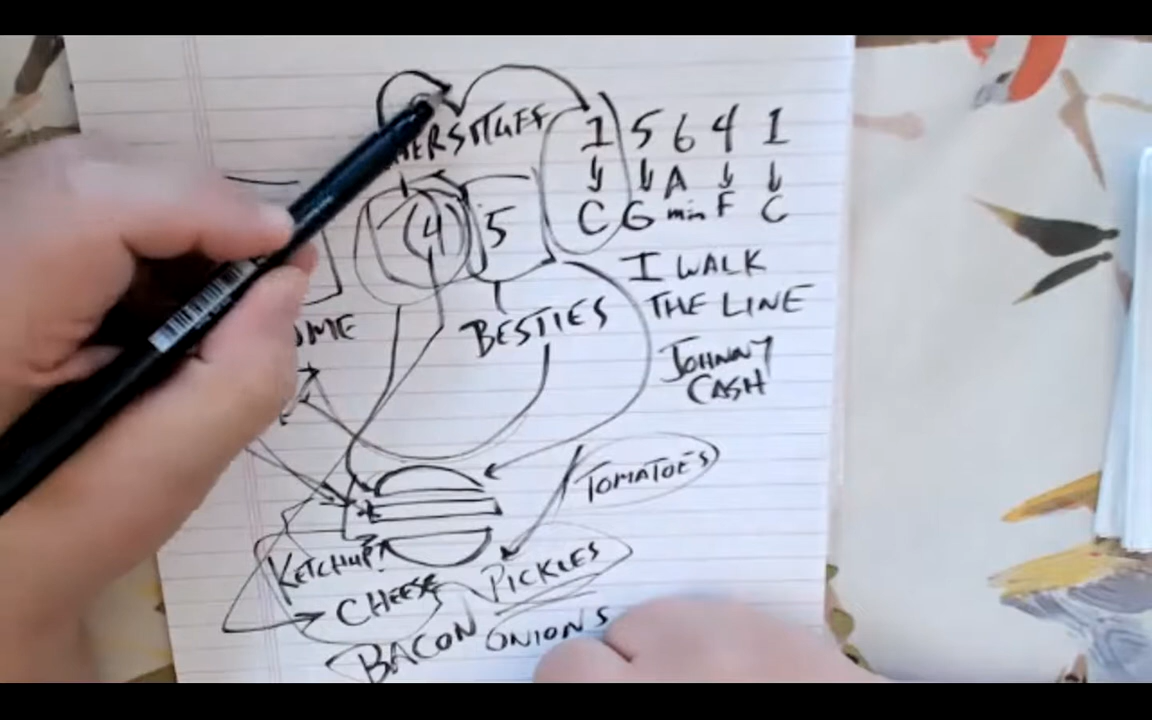 1 5 6 4 1
C G A min F C
(4) 5
I WALK
THE LINE
BESTIES
JOHNNY
CASH
TOMATOES
KETCHUP?
PICKLES
CHEESE
BACON ONIONS